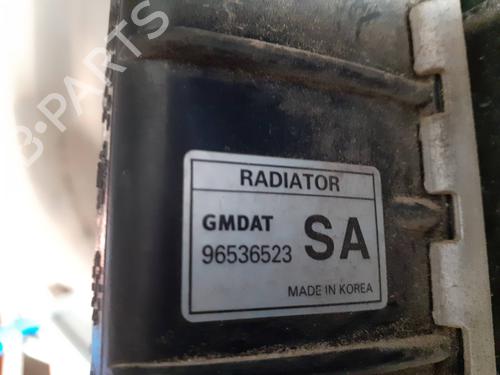 B-PARTS
RADIATOR
GMDAT
96536523 SA
MADE IN KOREA